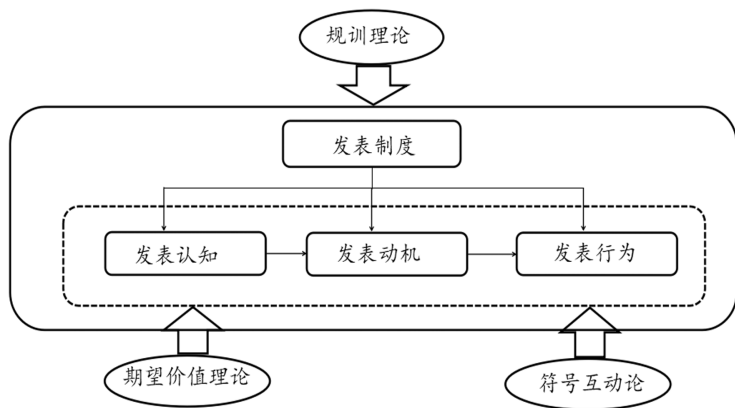 规训理论
发表制度
发表认知
发表动机
发表行为
期望价值理论
符号互动论